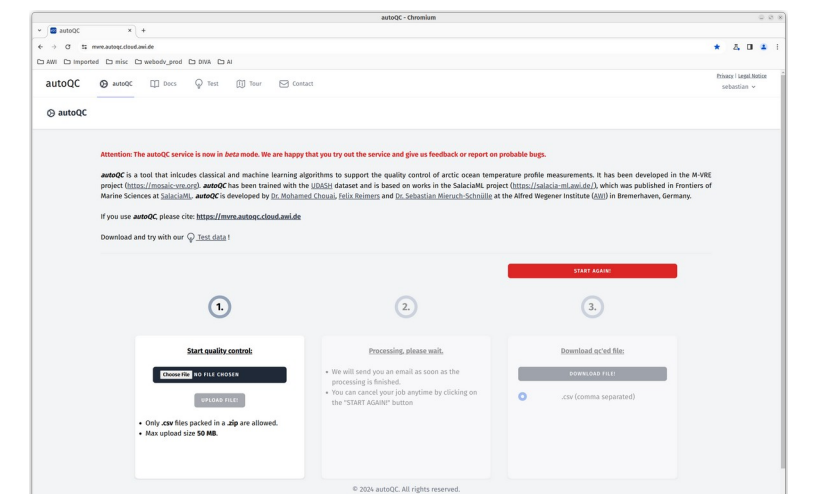 autoQC - Chromium
autoQC
mvre.autoqc.cloud.awi.de
AWI Imported misc webodv_prod DIVA AI
autoQC autoQC Docs Test Tour Contact
Privacy | Legal Notice
sebastian
autoQC
Attention: The autoQC service is now in beta mode. We are happy that you try out the service and give us feedback or report on probable bugs.
autoQC is a tool that inlcudes classical and machine learning algorithms to support the quality control of arctic ocean temperature profile measurements. It has been developed in the M-VRE
project (https://mosaic-vre.org). autoQC has been trained with the UDASH dataset and is based on works in the SalaciaML project (https://salacia-ml.awi.de/), which was published in Frontiers of
Marine Sciences at SalaciaML. autoQC is developed by Dr. Mohamed Chouai, Felix Reimers and Dr. Sebastian Mieruch-Schnülle at the Alfred Wegener Institute (AWI) in Bremerhaven, Germany.
If you use autoQC, please cite: https://mvre.autoqc.cloud.awi.de
Download and try with our Test data !
START AGAIN!
1.
2.
3.
Start quality control:
Choose File NO FILE CHOSEN
UPLOAD FILE!
• Only .csv files packed in a .zip are allowed.
• Max upload size 50 MB.
Processing, please wait.
• We will send you an email as soon as the
processing is finished.
• You can cancel your job anytime by clicking on
the "START AGAIN!" button
Download qc'ed file:
DOWNLOAD FILE!
.csv (comma separated)
© 2024 autoQC. All rights reserved.